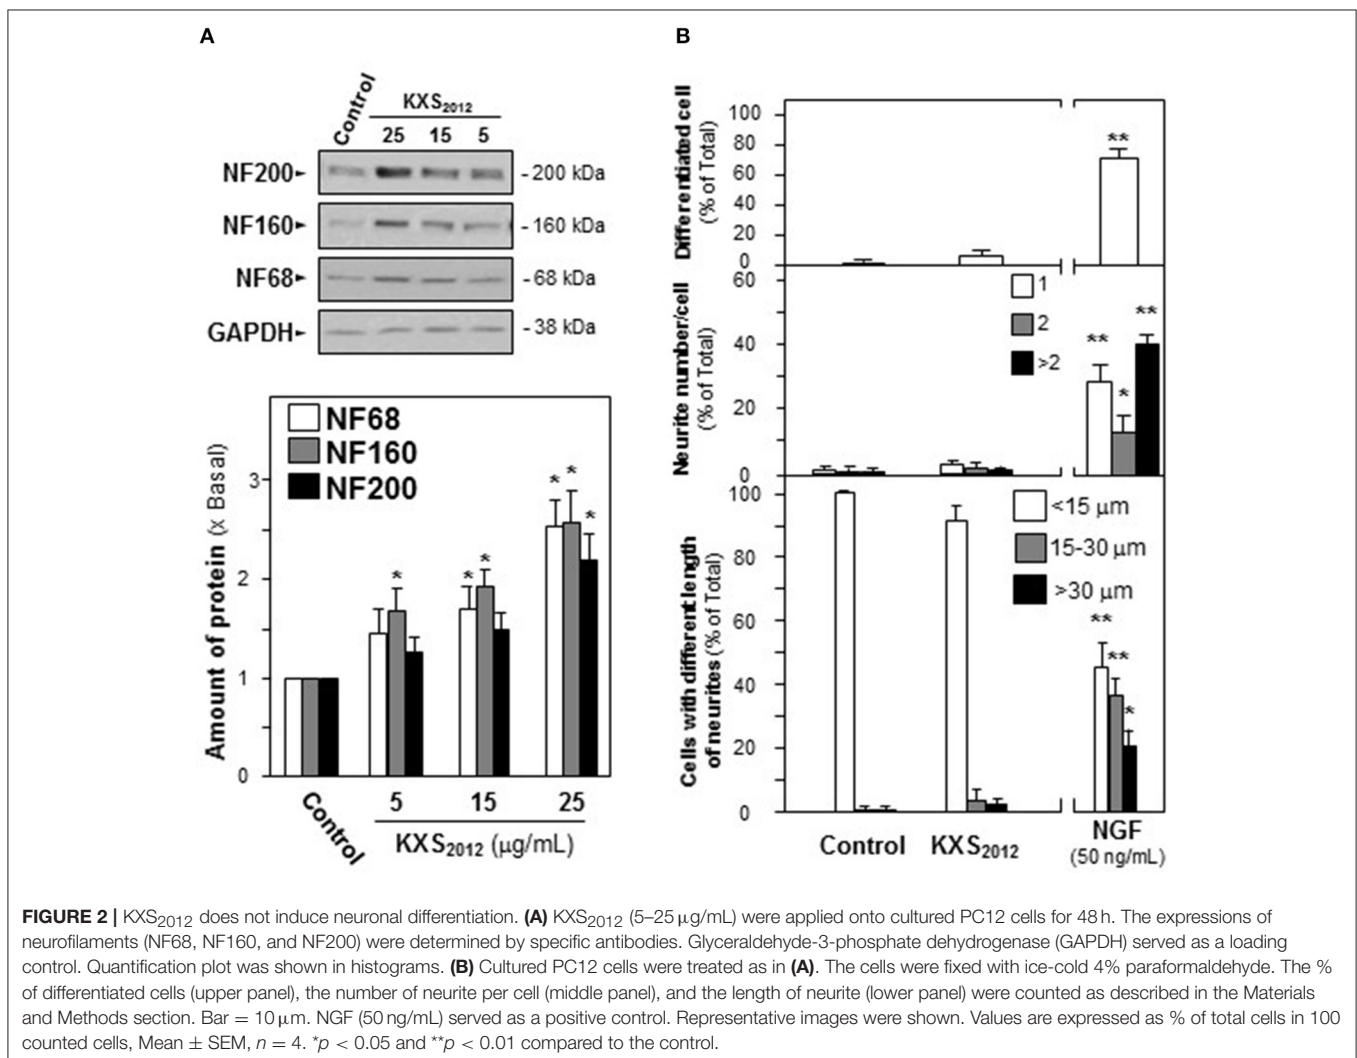 A
Control
KXS2012
25 15 5
NF200 - 200 kDa
NF160 - 160 kDa
NF68 - 68 kDa
GAPDH - 38 kDa
Amount of protein (x Basal)
NF68
NF160
NF200
3
2
1
0
* * * * * *
Control
5 15 25
KXS2012 (μg/mL)
B
Differentiated cell
(% of Total)
100
80
60
40
20
0
**
Neurite number/cell
(% of Total)
60
40
20
0
1
2
>2
** * **
Cells with different length
of neurites (% of Total)
100
80
60
40
20
0
<15 μm
15-30 μm
>30 μm
** ** *
Control KXS2012 NGF
(50 ng/mL)
FIGURE 2 | KXS2012 does not induce neuronal differentiation. (A) KXS2012 (5–25 μg/mL) were applied onto cultured PC12 cells for 48 h. The expressions of
neurofilaments (NF68, NF160, and NF200) were determined by specific antibodies. Glyceraldehyde-3-phosphate dehydrogenase (GAPDH) served as a loading
control. Quantification plot was shown in histograms. (B) Cultured PC12 cells were treated as in (A). The cells were fixed with ice-cold 4% paraformaldehyde. The %
of differentiated cells (upper panel), the number of neurite per cell (middle panel), and the length of neurite (lower panel) were counted as described in the Materials
and Methods section. Bar = 10 μm. NGF (50 ng/mL) served as a positive control. Representative images were shown. Values are expressed as % of total cells in 100
counted cells, Mean ± SEM, n = 4. *p < 0.05 and **p < 0.01 compared to the control.